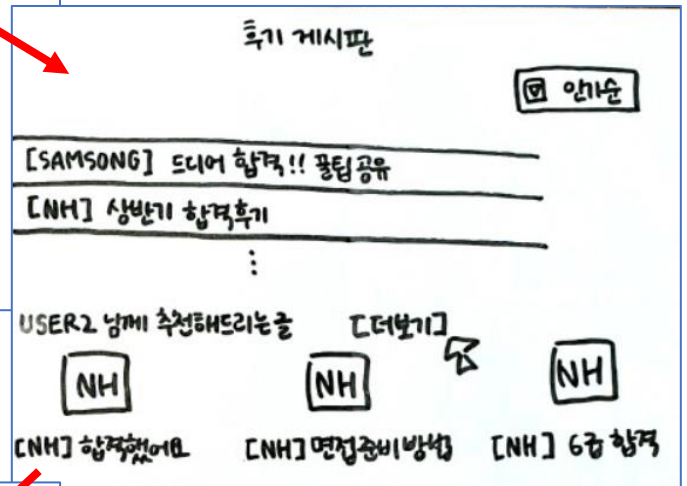 후기 게시판
인기순
[SAMSONG] 드디어 합격!! 꿀팁공유
[NH] 상반기 합격후기
⋮
USER2 님께 추천해드리는글 [더보기]
NH NH NH
[NH] 합격했어요 [NH] 면접준비방법 [NH] 6급 합격